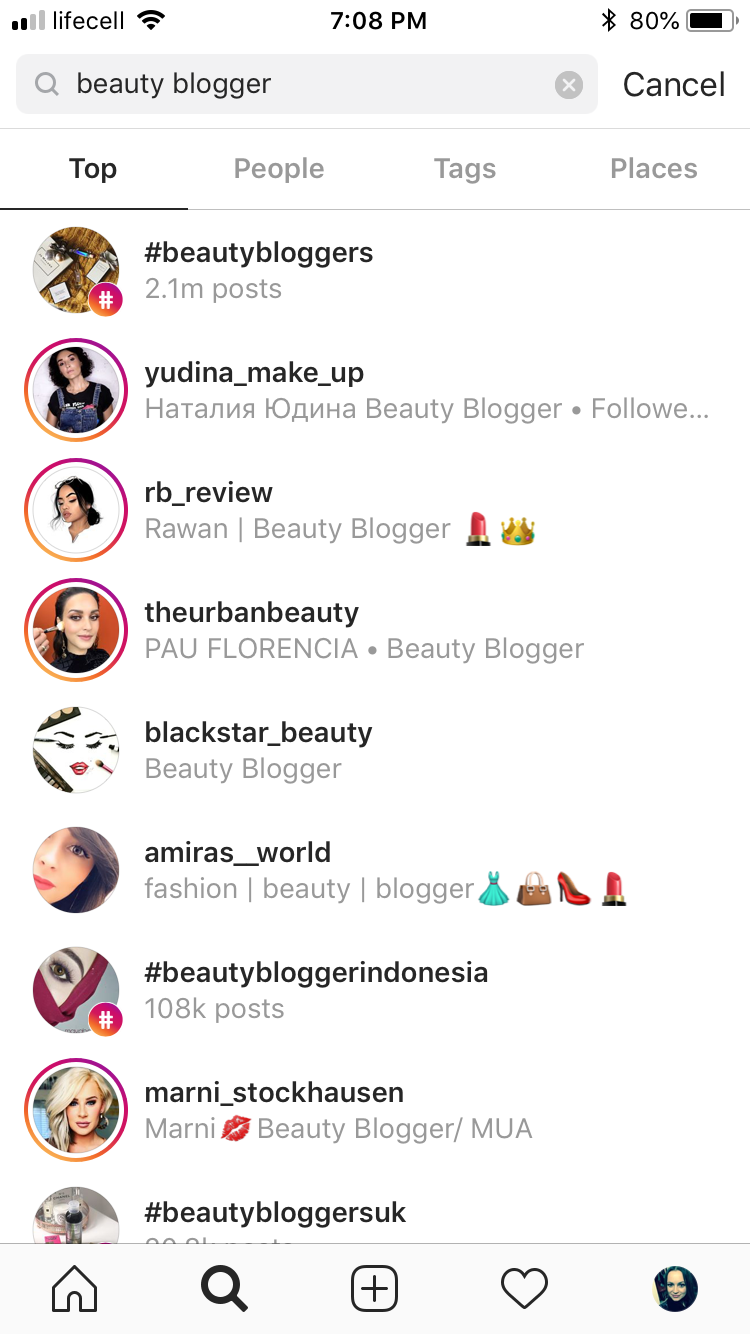 lifecell 7:08 PM 80%
beauty blogger Cancel
Top People Tags Places
#beautybloggers
2.1m posts
yudina_make_up
Наталия Юдина Beauty Blogger • Followe...
rb_review
Rawan | Beauty Blogger 💄👑
theurbanbeauty
PAU FLORENCIA • Beauty Blogger
blackstar_beauty
Beauty Blogger
amiras__world
fashion | beauty | blogger👗👜👠💄
#beautybloggerindonesia
108k posts
marni_stockhausen
Marni💋Beauty Blogger/ MUA
#beautybloggersuk